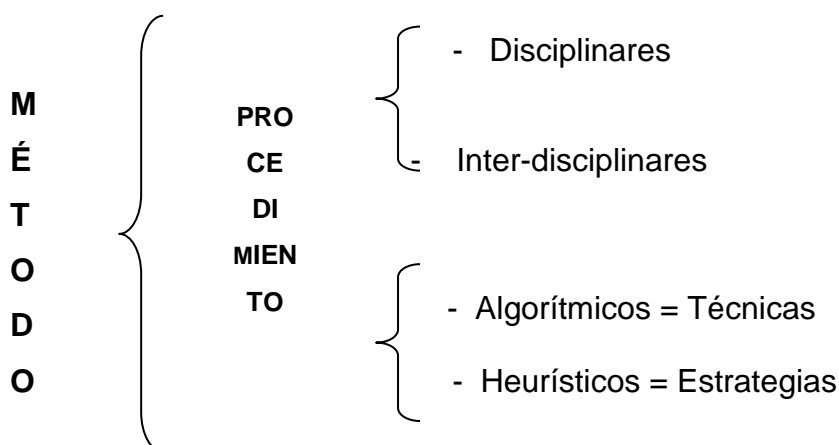 M
É
T
O
D
O
PRO
CE
DI
MIEN
TO
- Disciplinares
- Inter-disciplinares
- Algorítmicos = Técnicas
- Heurísticos = Estrategias